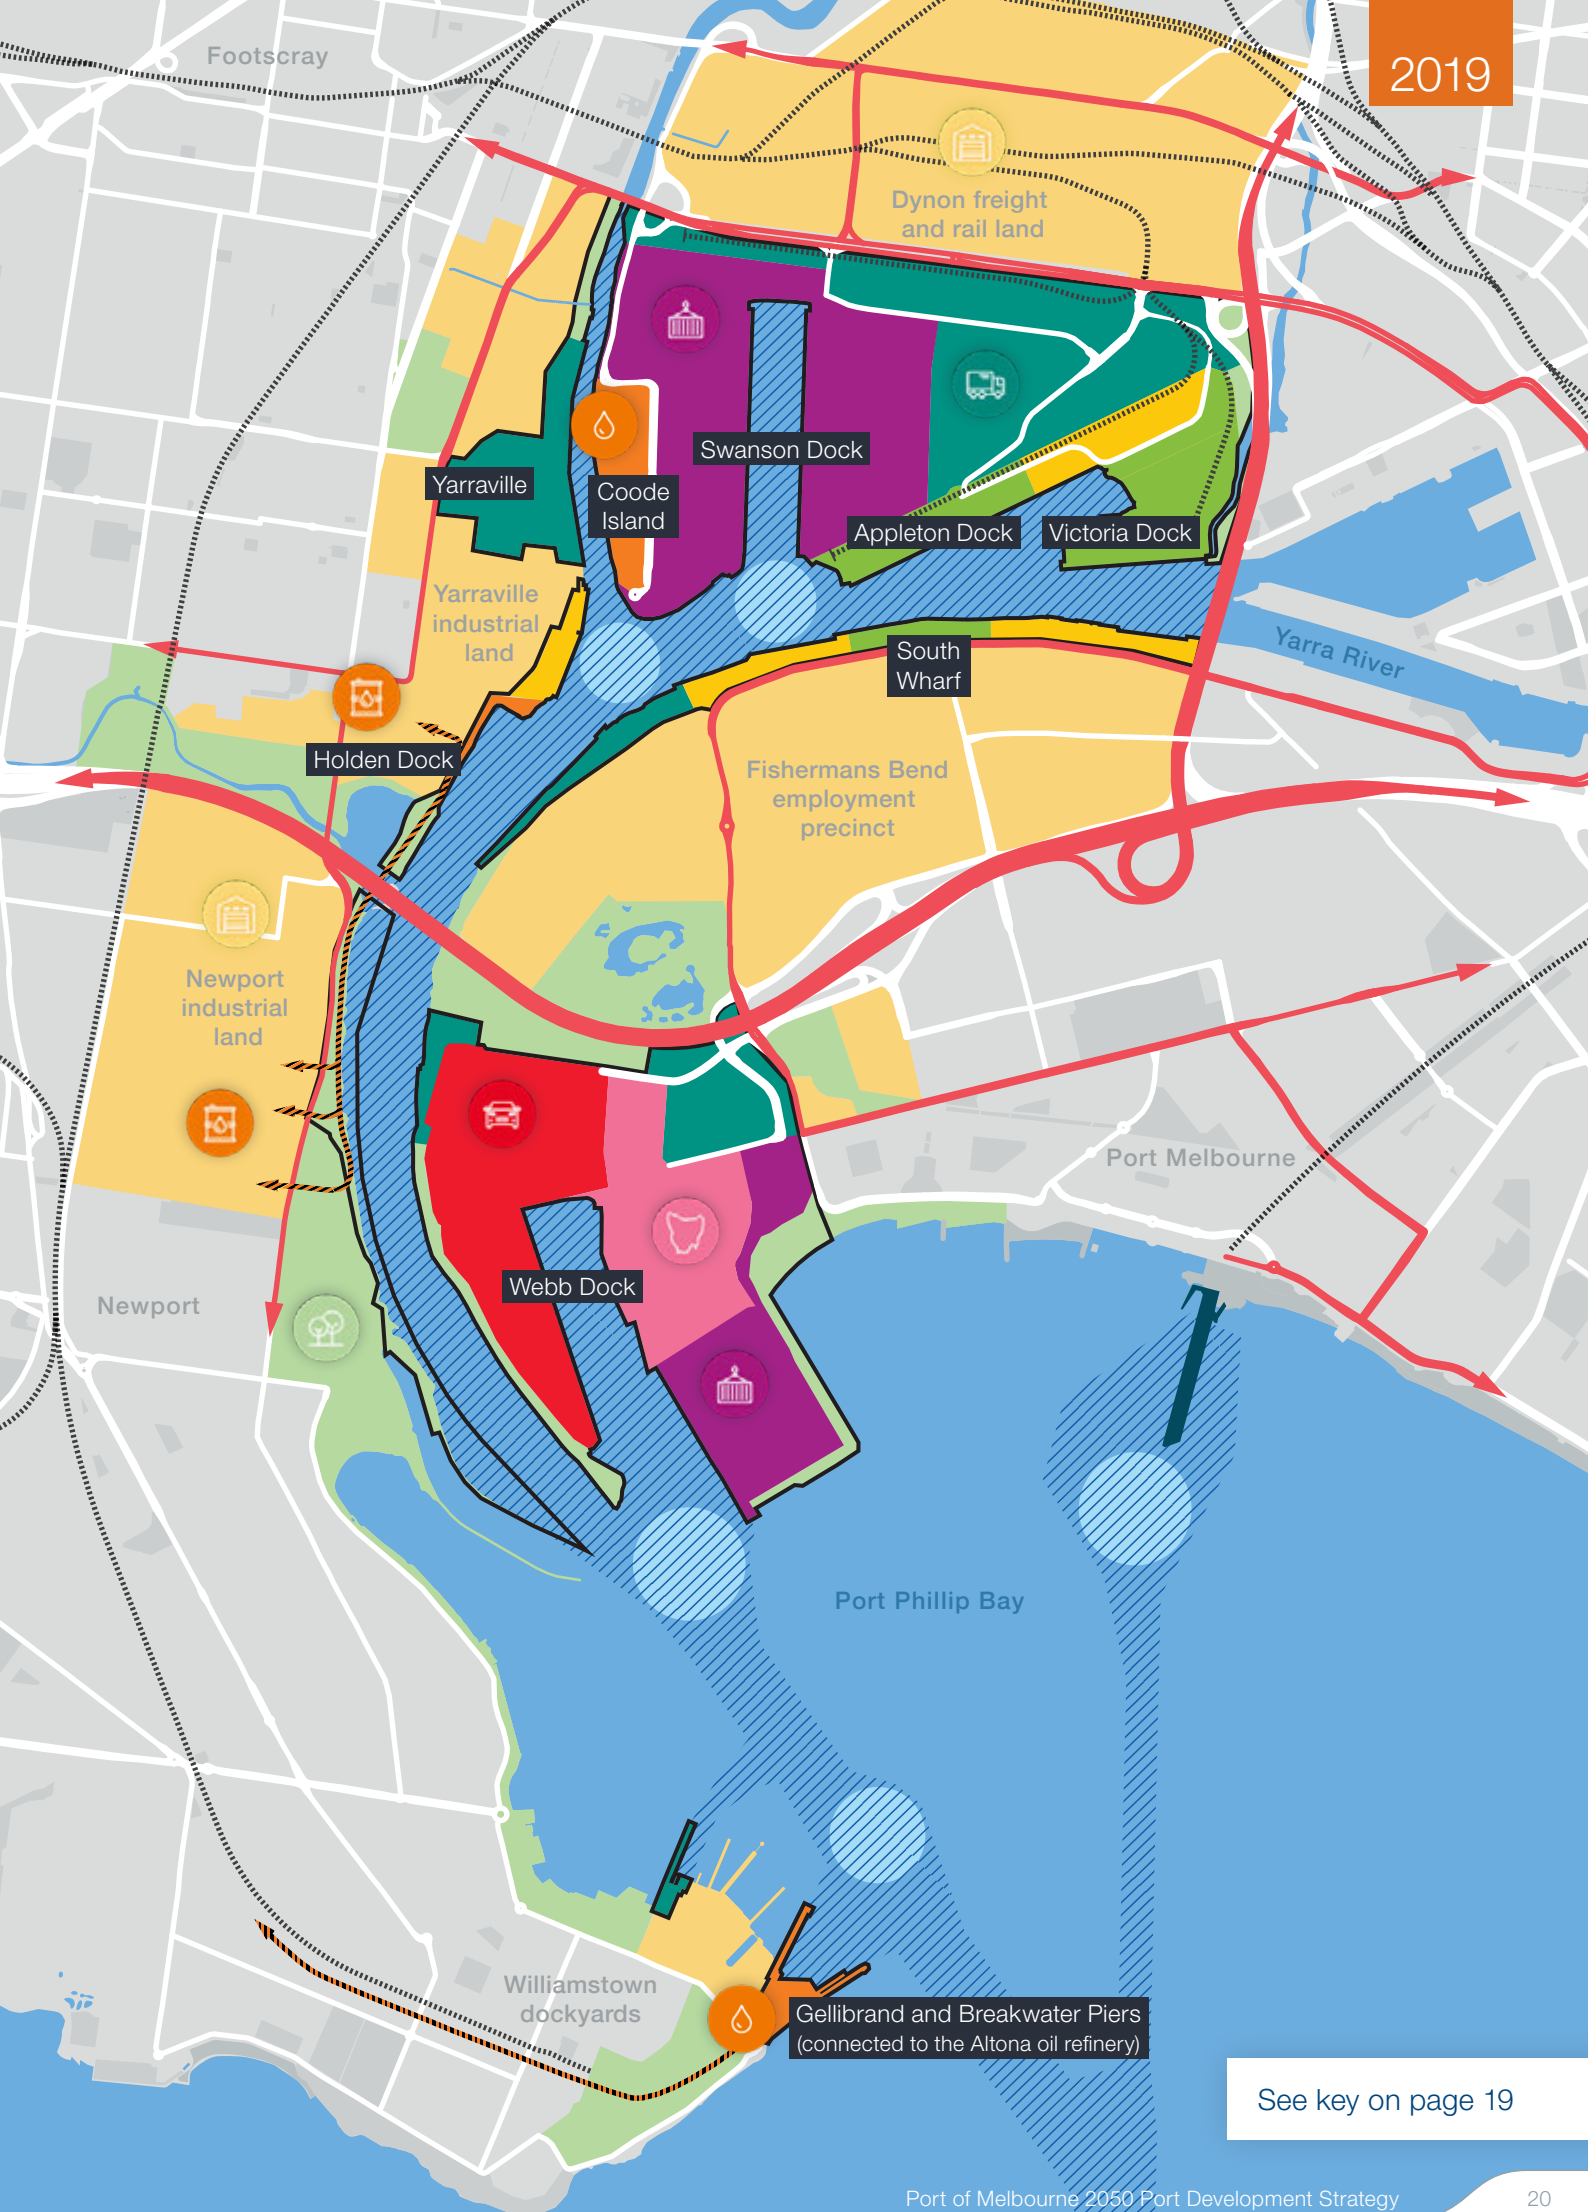 Footscray
2019
Dynon freight
and rail land
Swanson Dock
Yarraville
Coode
Island
Appleton Dock
Victoria Dock
Yarraville
industrial
land
South
Wharf
Yarra River
Holden Dock
Fishermans Bend
employment
precinct
Newport
industrial
land
Port Melbourne
Webb Dock
Newport
Port Phillip Bay
Williamstown
dockyards
Gellibrand and Breakwater Piers
(connected to the Altona oil refinery)
See key on page 19
Port of Melbourne 2050 Port Development Strategy
20